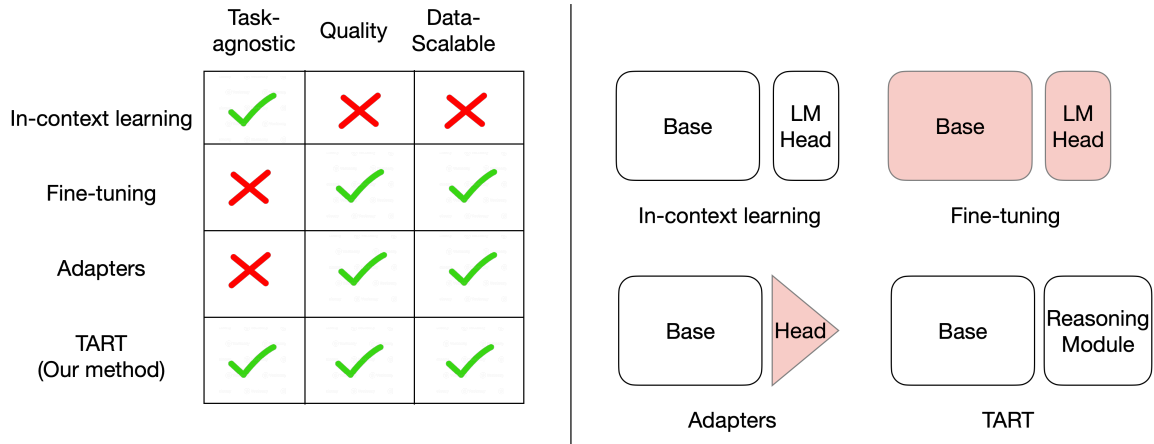 Task-
agnostic
Quality
Data-
Scalable
In-context learning
Fine-tuning
Adapters
TART
(Our method)
Base
LM
Head
In-context learning
Base
LM
Head
Fine-tuning
Base
Head
Adapters
Base
Reasoning
Module
TART